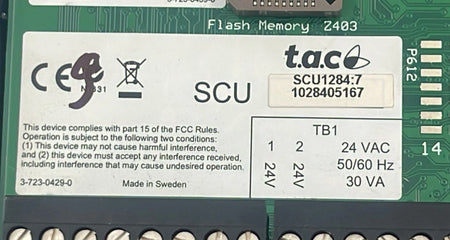 Flash Memory Z403
t.a.c
P612
CE
N331
SCU
SCU1284:7
1028405167
This device complies with part 15 of the FCC Rules.
Operation is subject to the following two conditions:
(1) This device may not cause harmful interference,
and (2) this device must accept any interference received,
including interference that may cause undesired operation.
3-723-0429-0
Made in Sweden
TB1
1 2 24 VAC
24V 24V 50/60 Hz
30 VA
14